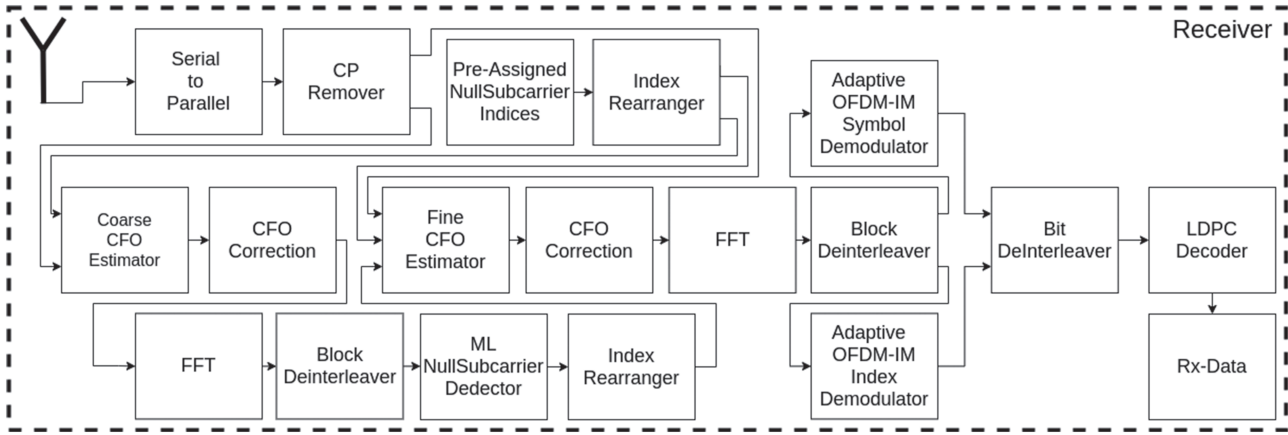 Receiver
Serial
to
Parallel
CP
Remover
Pre-Assigned
NullSubcarrier
Indices
Index
Rearranger
Adaptive
OFDM-IM
Symbol
Demodulator
Coarse
CFO
Estimator
CFO
Correction
Fine
CFO
Estimator
CFO
Correction
FFT
Block
Deinterleaver
Bit
DeInterleaver
LDPC
Decoder
FFT
Block
Deinterleaver
ML
NullSubcarrier
Dedector
Index
Rearranger
Adaptive
OFDM-IM
Index
Demodulator
Rx-Data